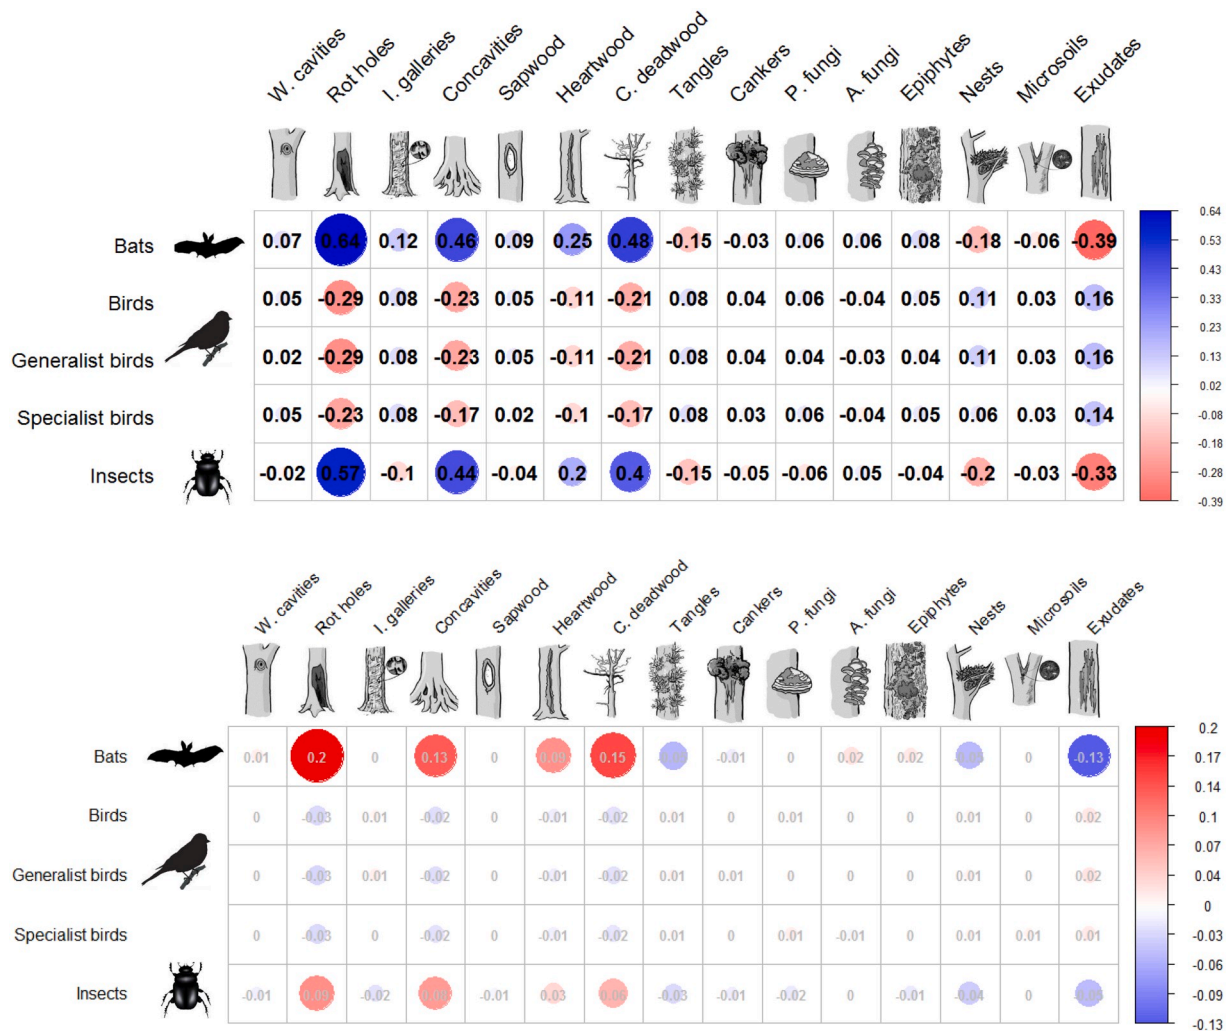 W. cavities Rot holes I. galleries Concavities Sapwood Heartwood C. deadwood Tangles Cankers P. fungi A. fungi Epiphytes Nests Microsoils Exudates
Bats 0.07 0.64 0.12 0.46 0.09 0.25 0.48 -0.15 -0.03 0.06 0.06 0.08 -0.18 -0.06 -0.39
Birds 0.05 -0.29 0.08 -0.23 0.05 -0.11 -0.21 0.08 0.04 0.06 -0.04 0.05 0.11 0.03 0.16
Generalist birds 0.02 -0.29 0.08 -0.23 0.05 -0.11 -0.21 0.08 0.04 0.04 -0.03 0.04 0.11 0.03 0.16
Specialist birds 0.05 -0.23 0.08 -0.17 0.02 -0.1 -0.17 0.08 0.03 0.06 -0.04 0.05 0.06 0.03 0.14
Insects -0.02 0.57 -0.1 0.44 -0.04 0.2 0.4 -0.15 -0.05 -0.06 0.05 -0.04 -0.2 -0.03 -0.33
0.64
0.53
0.43
0.33
0.23
0.13
0.02
-0.08
-0.18
-0.28
-0.39
W. cavities Rot holes I. galleries Concavities Sapwood Heartwood C. deadwood Tangles Cankers P. fungi A. fungi Epiphytes Nests Microsoils Exudates
Bats 0.01 0.2 0 0.13 0 0.09 0.15 -0.01 0 0.02 0.02 0 -0.13
Birds 0 -0.03 0.01 -0.02 0 -0.01 -0.02 0.01 0 0.01 0 0 0.01 0 0.02
Generalist birds 0 -0.03 0.01 -0.02 0 -0.01 -0.02 0.01 0.01 0 0 0 0.01 0 0.02
Specialist birds 0 -0.03 0 -0.02 0 -0.01 -0.02 0.01 0 0.01 -0.01 0 0.01 0.01 0.01
Insects -0.01 0.09 -0.02 -0.01 0.03 0.06 -0.03 -0.01 -0.02 0 -0.01 -0.04 0
0.2
0.17
0.14
0.1
0.07
0.04
0
-0.03
-0.06
-0.09
-0.13